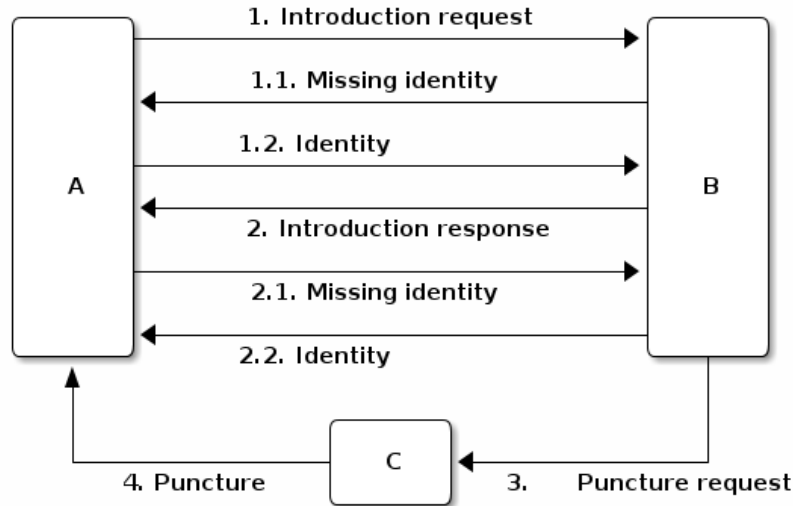 1. Introduction request
1.1. Missing identity
1.2. Identity
A
B
2. Introduction response
2.1. Missing identity
2.2. Identity
C
4. Puncture
3. Puncture request